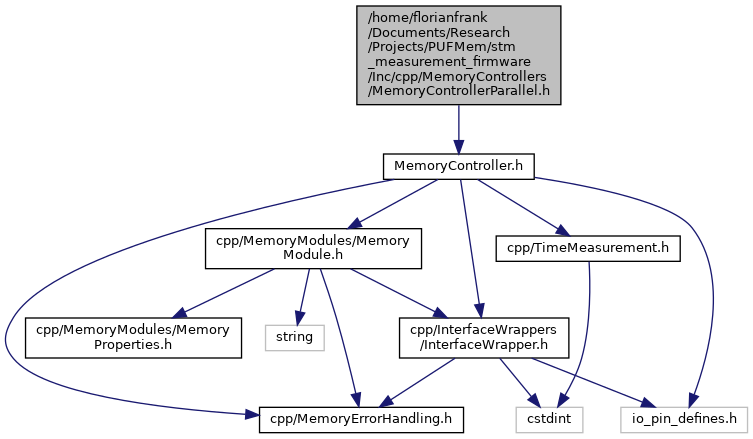 /home/florianfrank
/Documents/Research
/Projects/PUFMem/stm
_measurement_firmware
/Inc/cpp/MemoryControllers
/MemoryControllerParallel.h
MemoryController.h
cpp/MemoryModules/Memory
Module.h
cpp/TimeMeasurement.h
cpp/MemoryModules/Memory
Properties.h
string
cpp/InterfaceWrappers
/InterfaceWrapper.h
cpp/MemoryErrorHandling.h
cstdint
io_pin_defines.h